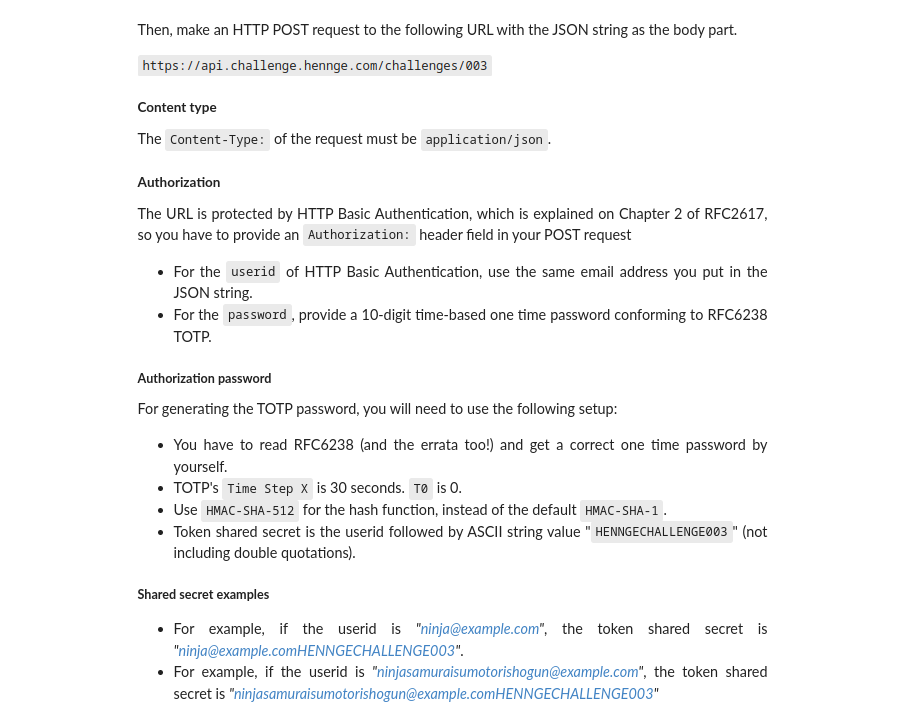 Then, make an HTTP POST request to the following URL with the JSON string as the body part.
https://api.challenge.hennge.com/challenges/003
Content type
The Content-Type: of the request must be application/json.
Authorization
The URL is protected by HTTP Basic Authentication, which is explained on Chapter 2 of RFC2617,
so you have to provide an Authorization: header field in your POST request
• For the userid of HTTP Basic Authentication, use the same email address you put in the
JSON string.
• For the password, provide a 10-digit time-based one time password conforming to RFC6238
TOTP.
Authorization password
For generating the TOTP password, you will need to use the following setup:
• You have to read RFC6238 (and the errata too!) and get a correct one time password by
yourself.
• TOTP's Time Step X is 30 seconds. T0 is 0.
• Use HMAC-SHA-512 for the hash function, instead of the default HMAC-SHA-1.
• Token shared secret is the userid followed by ASCII string value "HENNGECHALLENGE003" (not
including double quotations).
Shared secret examples
• For example, if the userid is "ninja@example.com", the token shared secret is
"ninja@example.comHENNGECHALLENGE003".
• For example, if the userid is "ninjasamuraisumotorishogun@example.com", the token shared
secret is "ninjasamuraisumotorishogun@example.comHENNGECHALLENGE003"